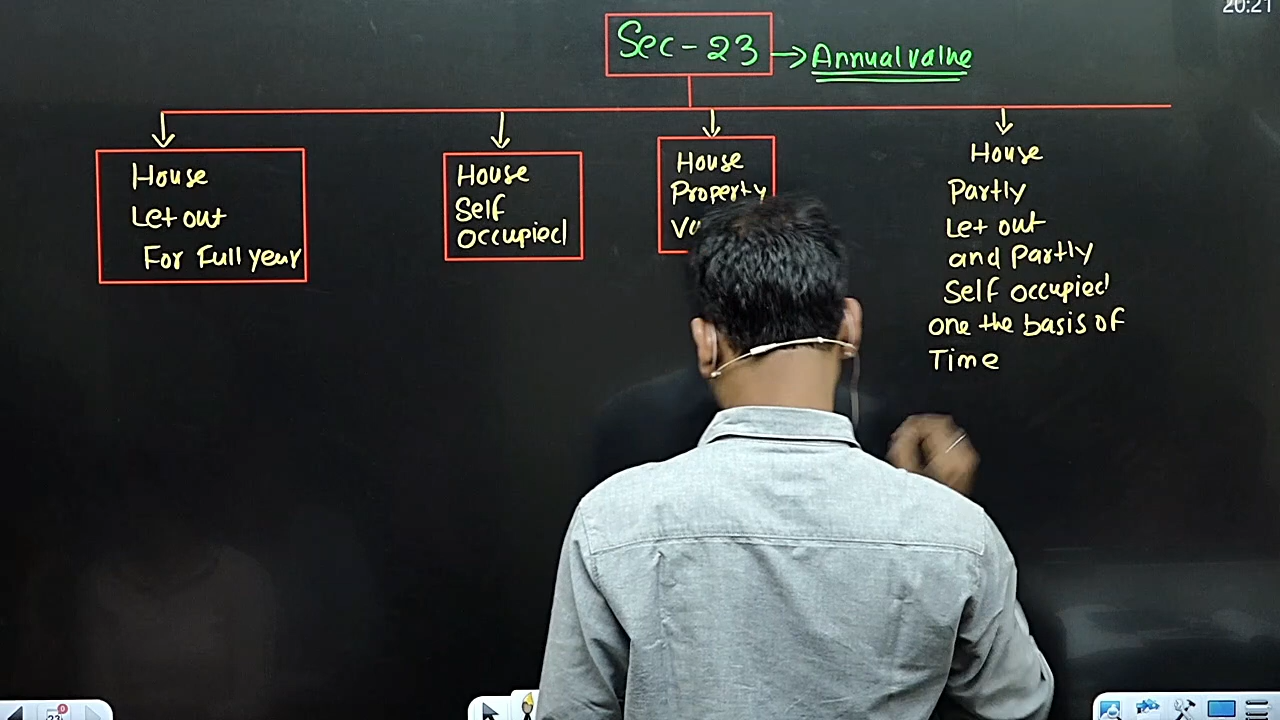 20:21
Sec - 23
Annual value
House
Let out
For Full year
House
Self
occupied
House
Property
House
Partly
Let out
and Partly
Self occupied
one the basis of
Time